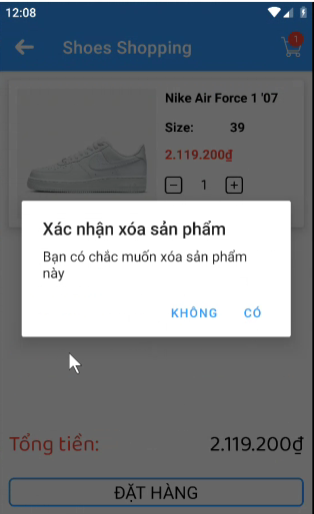 12:08
Shoes Shopping
1
Nike Air Force 1 '07
Size: 39
2.119.200₫
1
Xác nhận xóa sản phẩm
Bạn có chắc muốn xóa sản phẩm
này
KHÔNG CÓ
Tổng tiền: 2.119.200₫
ĐẶT HÀNG